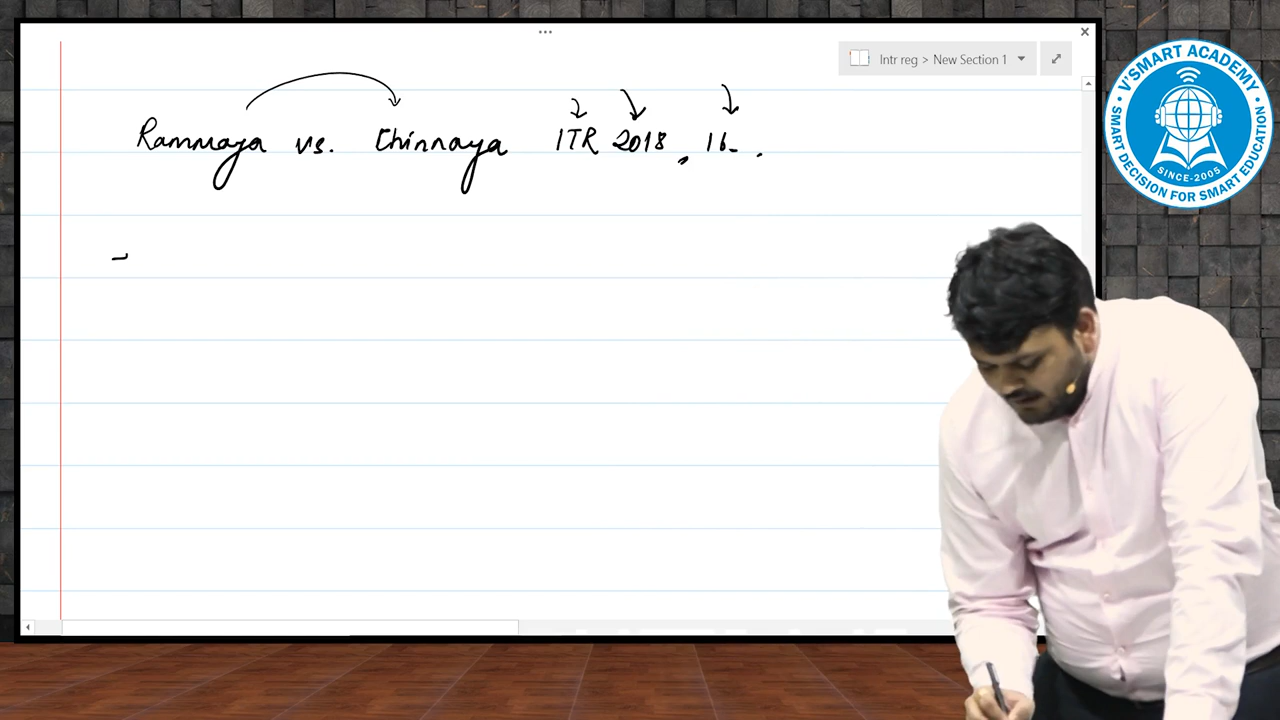 Intr reg > New Section 1
Rammaya vs. Chinnaya ITR 2018, 16.
V'SMART ACADEMY
SINCE-2005
SMART DECISION FOR SMART EDUCATION